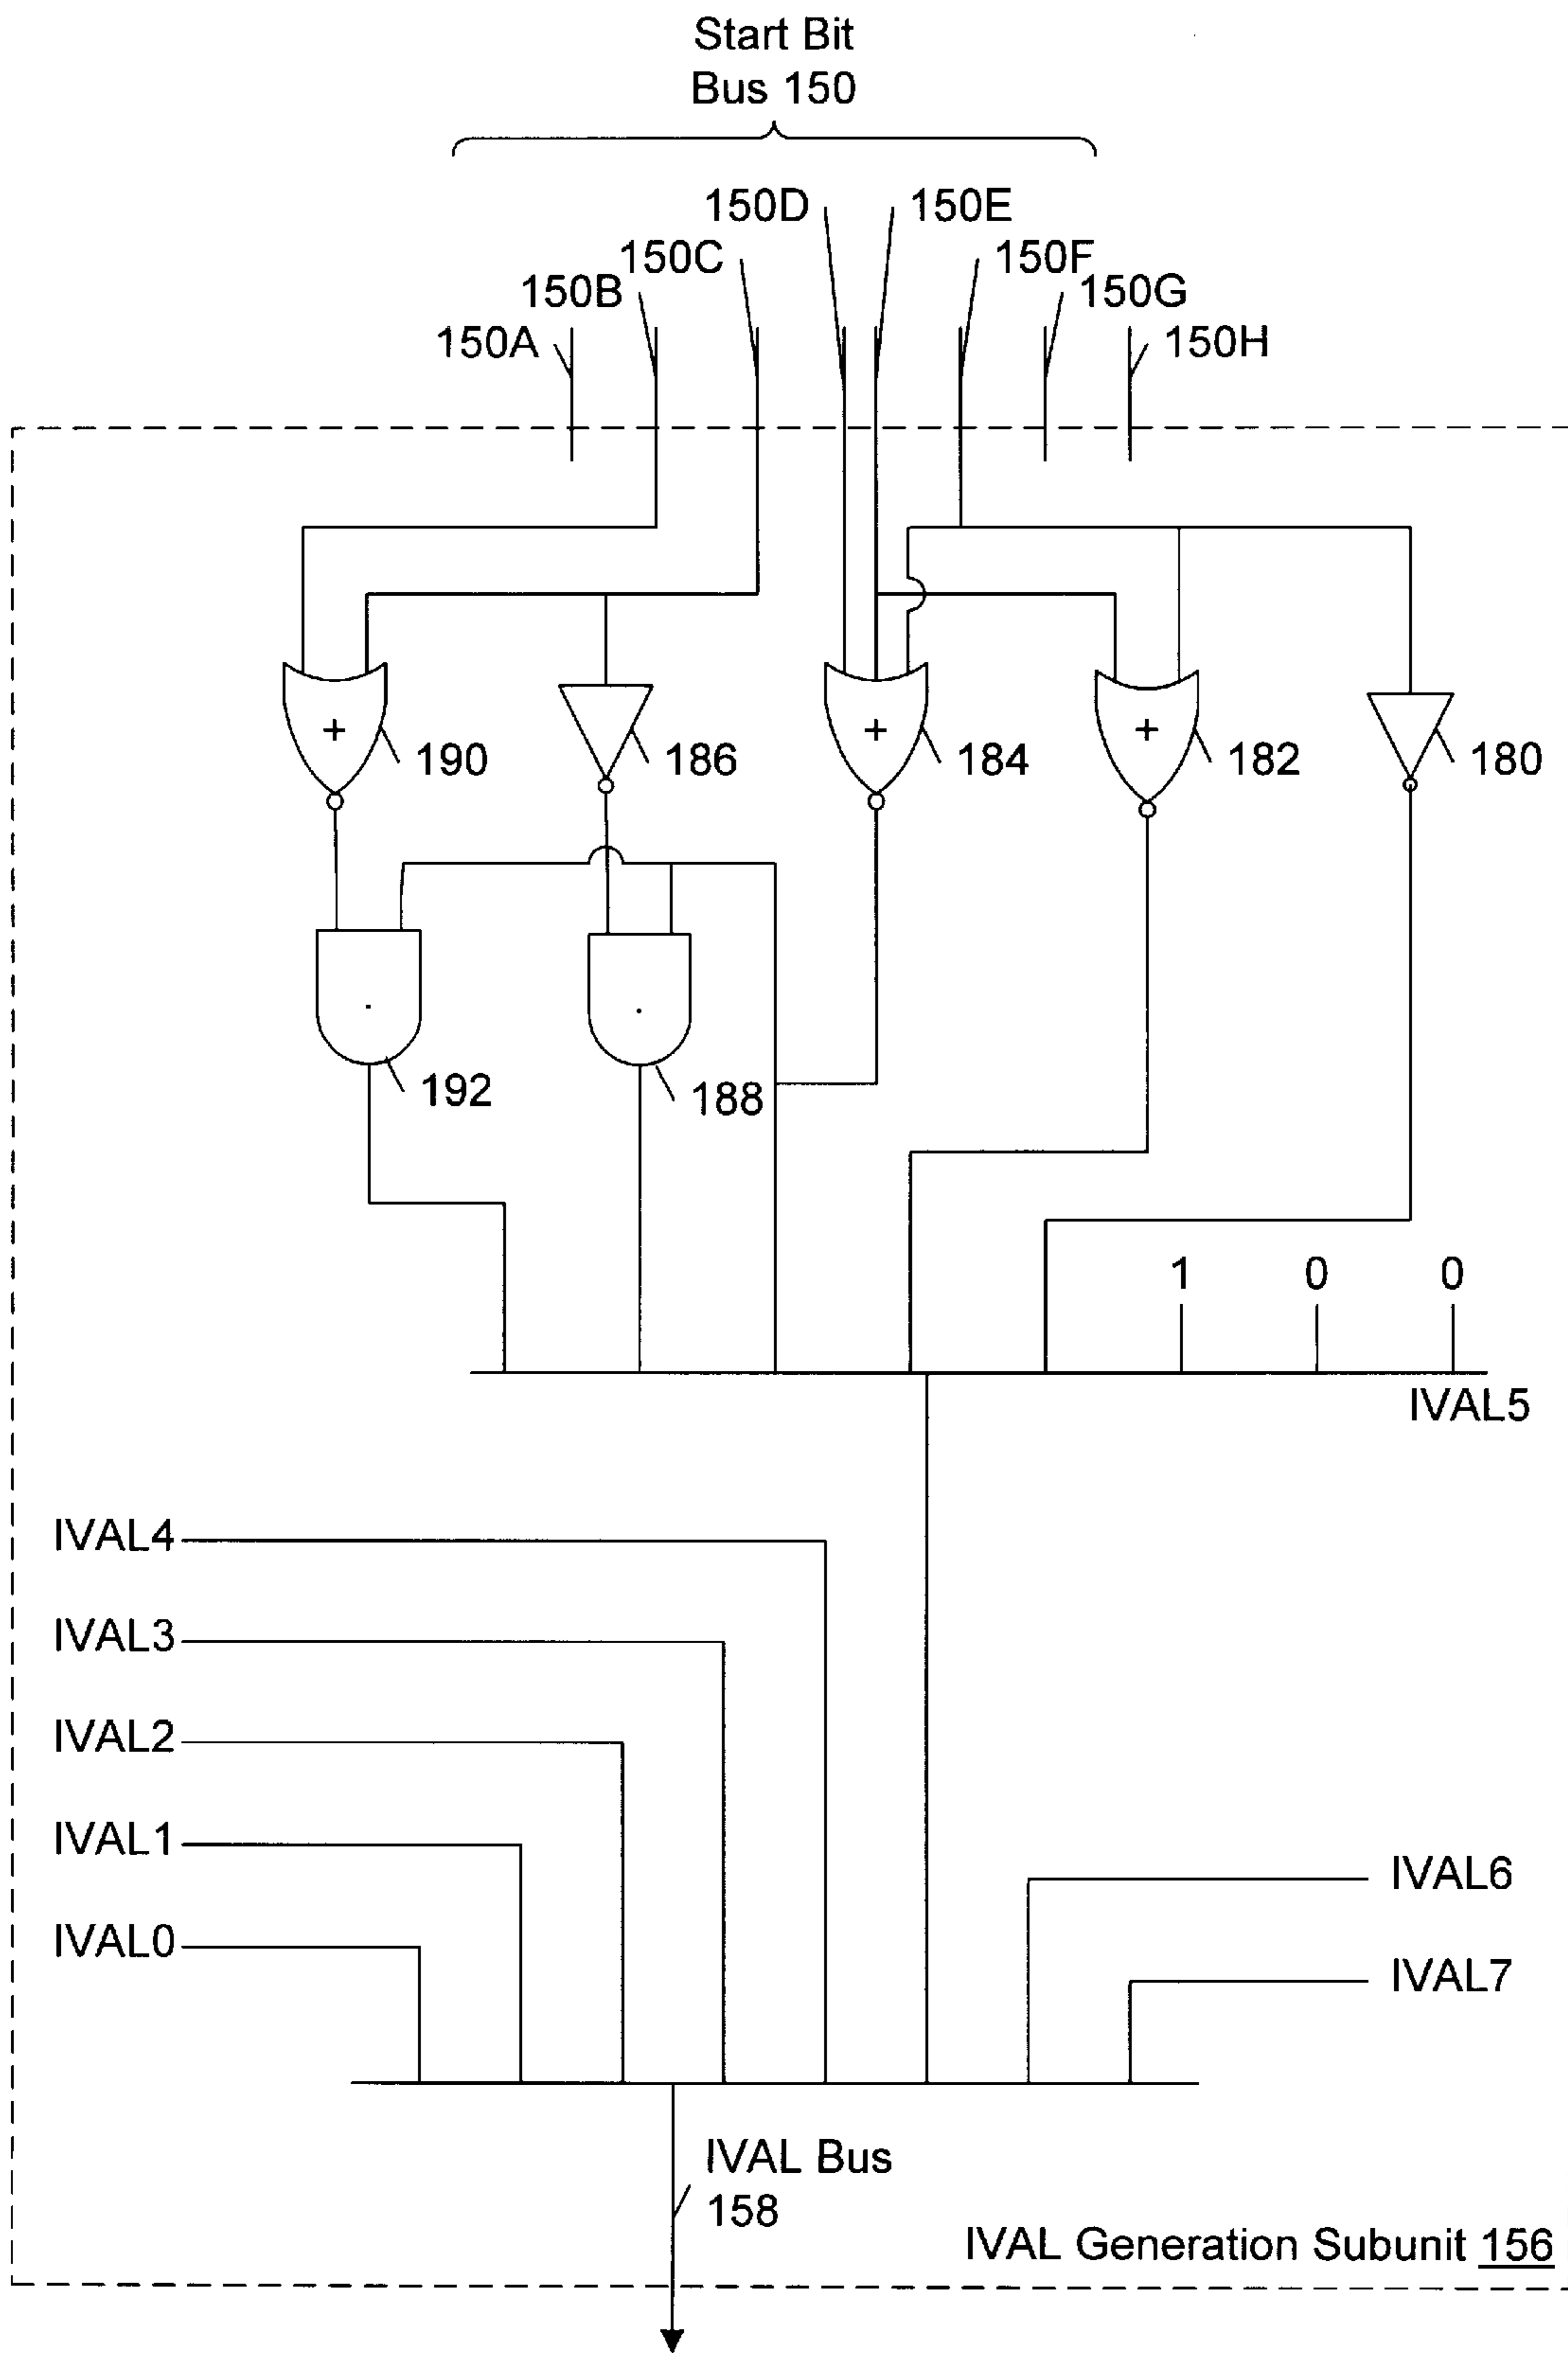 Start Bit
Bus 150
150D
150E
150C
150F
150B
150G
150A
150H
+
190
186
+
184
+
182
180
192
188
1 0 0
IVAL5
IVAL4
IVAL3
IVAL2
IVAL1
IVAL6
IVAL0
IVAL7
IVAL Bus
158
IVAL Generation Subunit 156